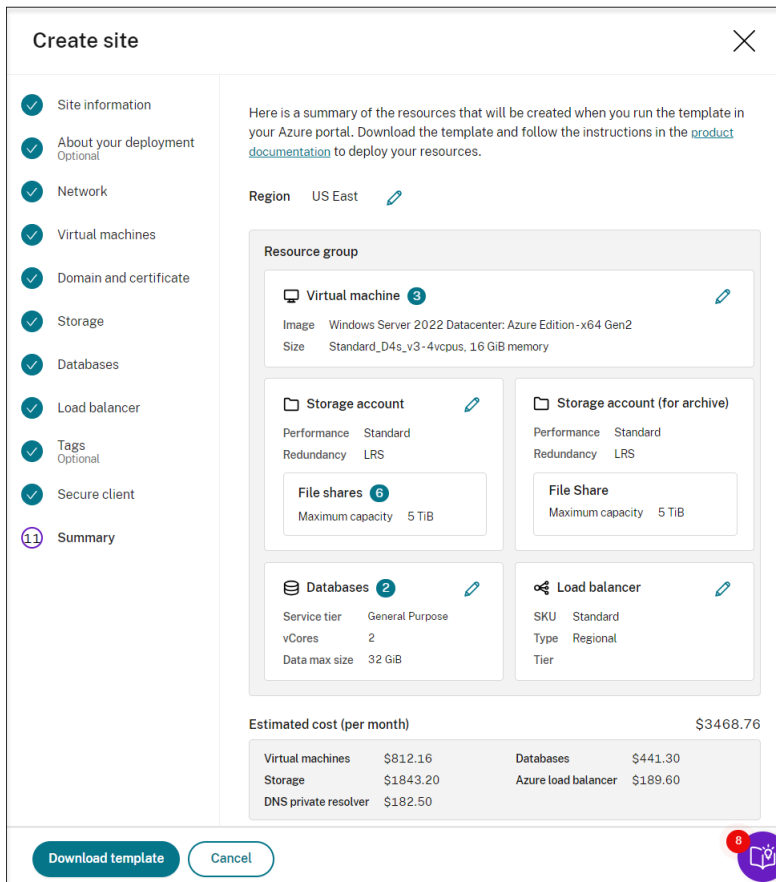 Create site
Site information
About your deployment
Optional
Network
Virtual machines
Domain and certificate
Storage
Databases
Load balancer
Tags
Optional
Secure client
11 Summary
Here is a summary of the resources that will be created when you run the template in
your Azure portal. Download the template and follow the instructions in the product
documentation to deploy your resources.
Region US East
Resource group
Virtual machine 3
Image Windows Server 2022 Datacenter: Azure Edition-x64 Gen2
Size Standard_D4s_v3-4vcpus, 16 GiB memory
Storage account
Performance Standard
Redundancy LRS
File shares 6
Maximum capacity 5 TiB
Storage account (for archive)
Performance Standard
Redundancy LRS
File Share
Maximum capacity 5 TiB
Databases 2
Service tier General Purpose
vCores 2
Data max size 32 GiB
Load balancer
SKU Standard
Type Regional
Tier
Estimated cost (per month) $3468.76
Virtual machines $812.16 Databases $441.30
Storage $1843.20 Azure load balancer $189.60
DNS private resolver $182.50
Download template Cancel
8